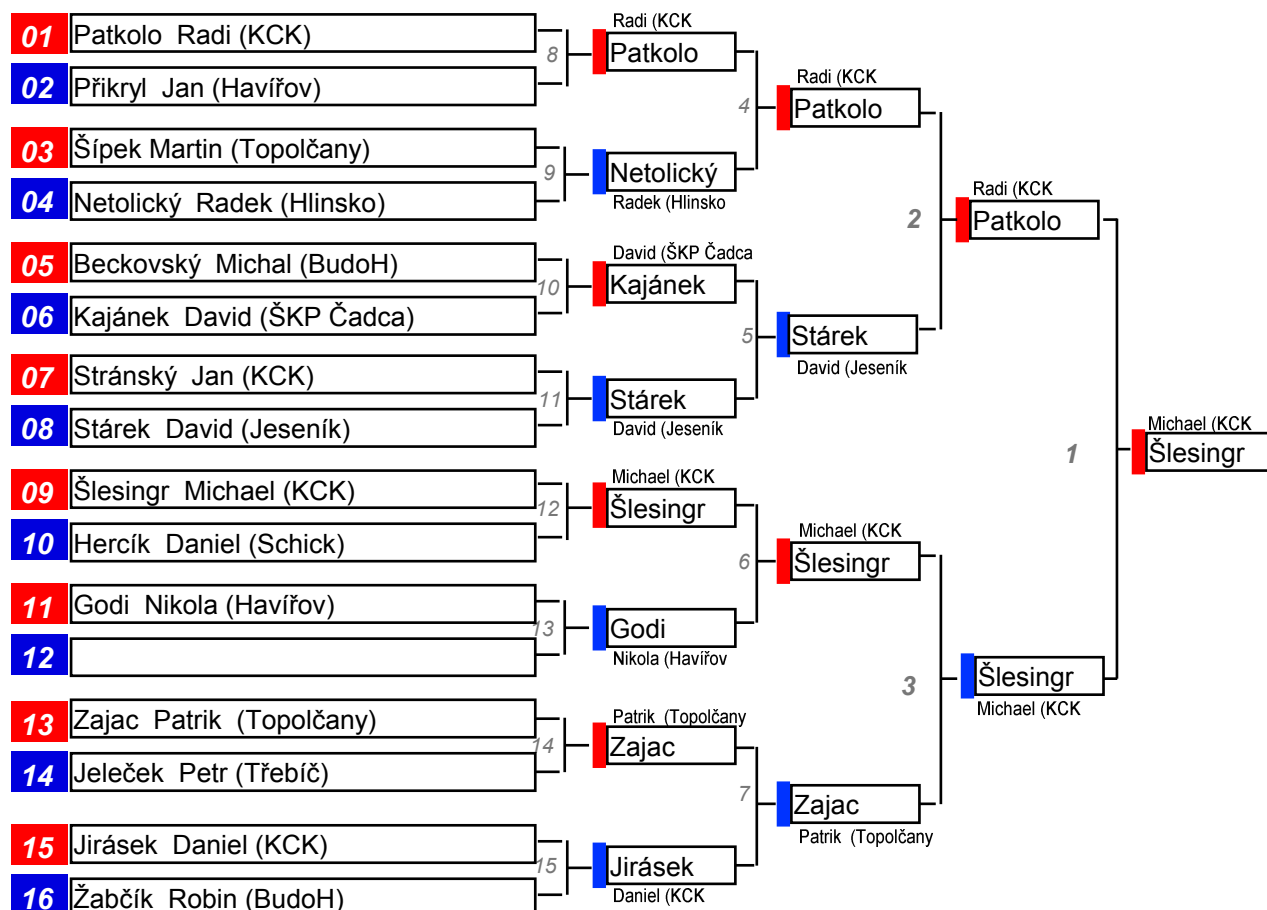 01 Patkolo Radi (KCK)
02 Přikryl Jan (Havířov)
03 Šípek Martin (Topolčany)
04 Netolický Radek (Hlinsko)
05 Beckovský Michal (BudoH)
06 Kajánek David (ŠKP Čadca)
07 Stránský Jan (KCK)
08 Stárek David (Jeseník)
09 Šlesingr Michael (KCK)
10 Hercík Daniel (Schick)
11 Godi Nikola (Havířov)
12
13 Zajac Patrik (Topolčany)
14 Jeleček Petr (Třebíč)
15 Jirásek Daniel (KCK)
16 Žabčík Robin (BudoH)
8
9
10
11
12
13
14
15
Radi (KCK
Patkolo
Netolický
Radek (Hlinsko
David (ŠKP Čadca
Kajánek
Stárek
David (Jeseník
Michael (KCK
Šlesingr
Godi
Nikola (Havířov
Patrik (Topolčany
Zajac
Jirásek
Daniel (KCK
4
5
6
7
Radi (KCK
Patkolo
Stárek
David (Jeseník
Michael (KCK
Šlesingr
Zajac
Patrik (Topolčany
2
3
Radi (KCK
Patkolo
Šlesingr
Michael (KCK
1
Michael (KCK
Šlesingr